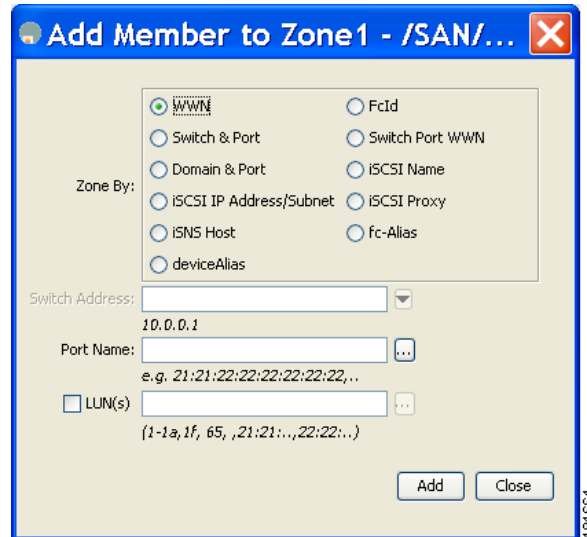 Add Member to Zone1 - /SAN/...
Zone By:
WWN
FcId
Switch & Port
Switch Port WWN
Domain & Port
iSCSI Name
iSCSI IP Address/Subnet
iSCSI Proxy
iSNS Host
fc-Alias
deviceAlias
Switch Address:
10.0.0.1
Port Name:
...
e.g. 21:21:22:22:22:22:22:22,..
LUN(s)
...
(1-1a,1f, 65, ,21:21:..,22:22:..)
Add
Close